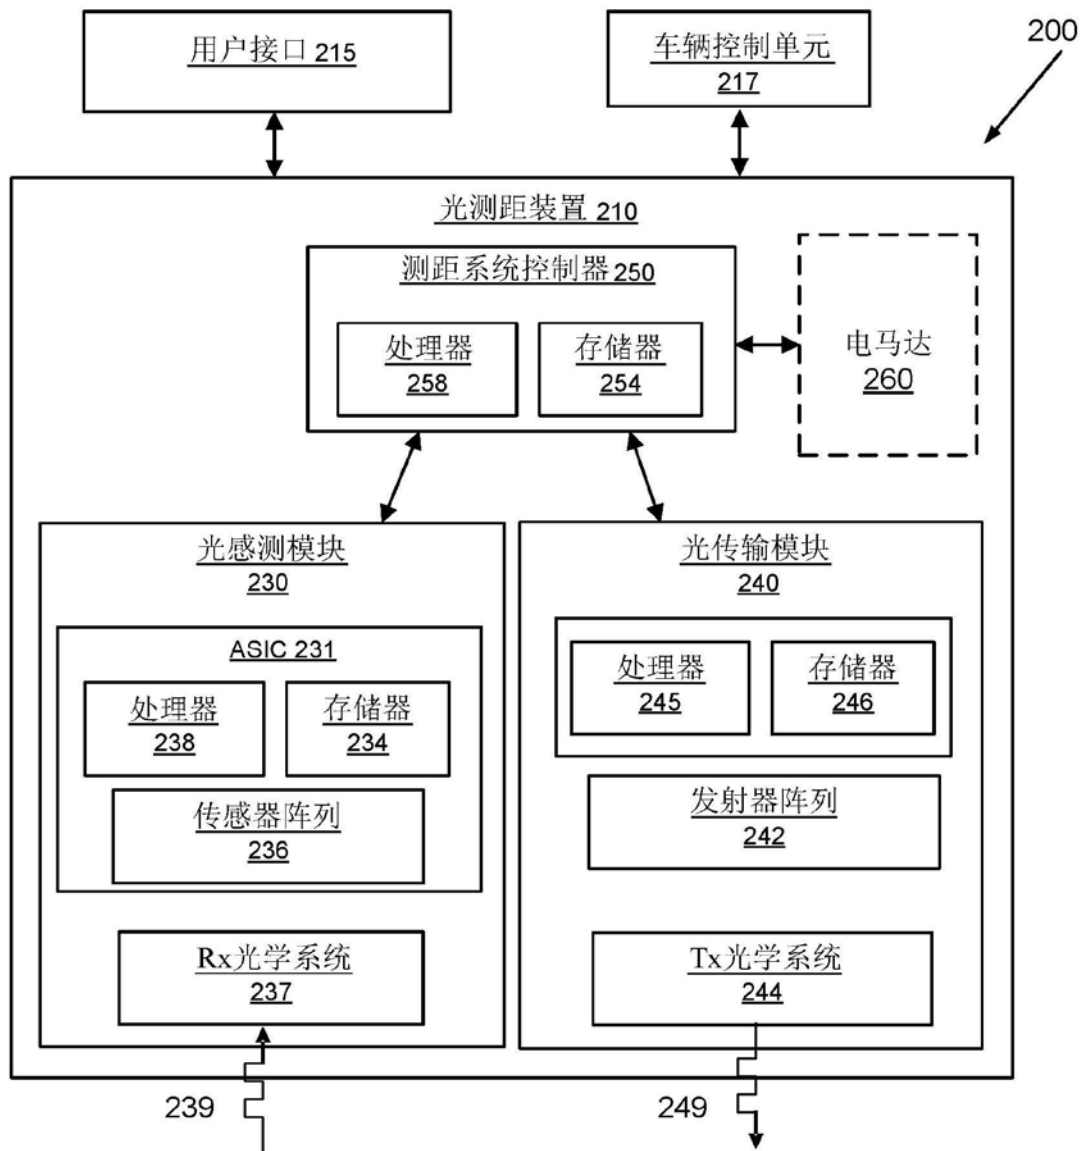 200
用户接口 215
车辆控制单元
217
光测距装置 210
测距系统控制器 250
处理器
258
存储器
254
电马达
260
光感测模块
230
ASIC 231
处理器
238
存储器
234
传感器阵列
236
Rx光学系统
237
239
光传输模块
240
处理器
245
存储器
246
发射器阵列
242
Tx光学系统
244
249